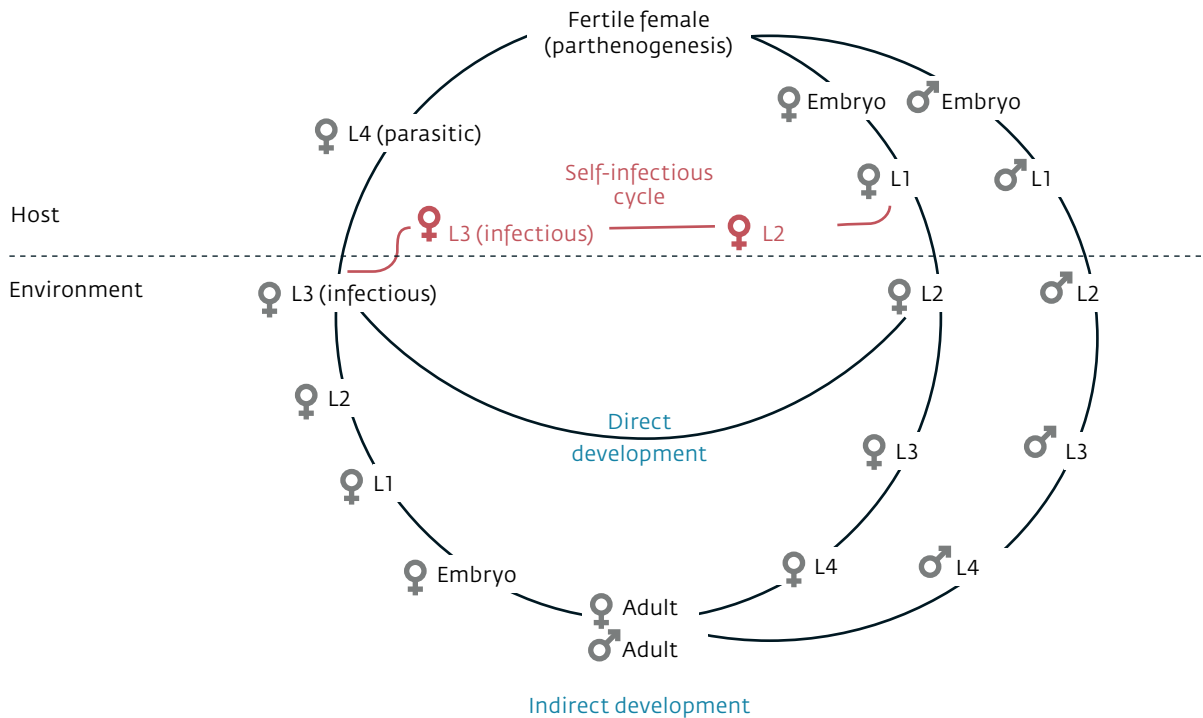 Fertile female
(parthenogenesis)
Embryo
Embryo
L4 (parasitic)
Self-infectious
cycle
L1
L1
Host
L3 (infectious)
L2
Environment
L3 (infectious)
L2
L2
L2
Direct
development
L3
L3
L1
Embryo
L4
L4
Adult
Adult
Indirect development